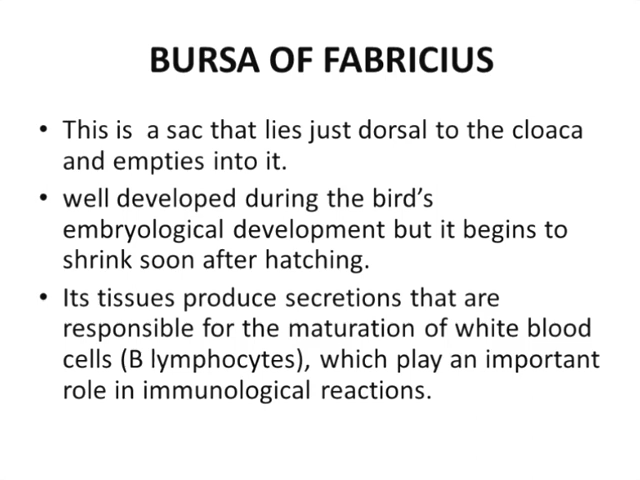 BURSA OF FABRICIUS
• This is a sac that lies just dorsal to the cloaca
and empties into it.
• well developed during the bird’s
embryological development but it begins to
shrink soon after hatching.
• Its tissues produce secretions that are
responsible for the maturation of white blood
cells (B lymphocytes), which play an important
role in immunological reactions.